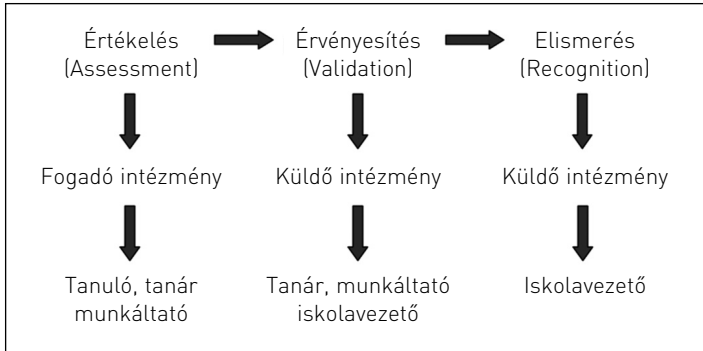 Értékelés
(Assessment)
Érvényesítés
(Validation)
Elismerés
(Recognition)
Fogadó intézmény
Küldő intézmény
Küldő intézmény
Tanuló, tanár
munkáltató
Tanár, munkáltató
iskolavezető
Iskolavezető